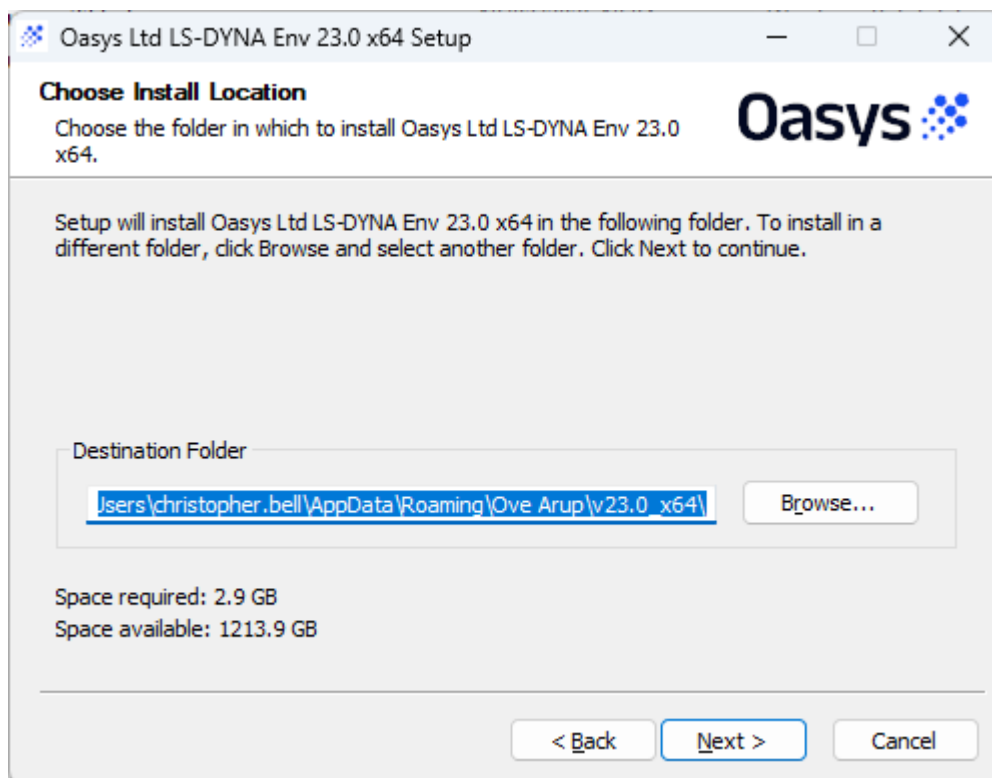 Oasys Ltd LS-DYNA Env 23.0 x64 Setup
Choose Install Location
Choose the folder in which to install Oasys Ltd LS-DYNA Env 23.0
x64.
Oasys
Setup will install Oasys Ltd LS-DYNA Env 23.0 x64 in the following folder. To install in a
different folder, click Browse and select another folder. Click Next to continue.
Destination Folder
Users\christopher.bell\AppData\Roaming\Ove Arup\v23.0_x64\
Browse...
Space required: 2.9 GB
Space available: 1213.9 GB
< Back
Next >
Cancel